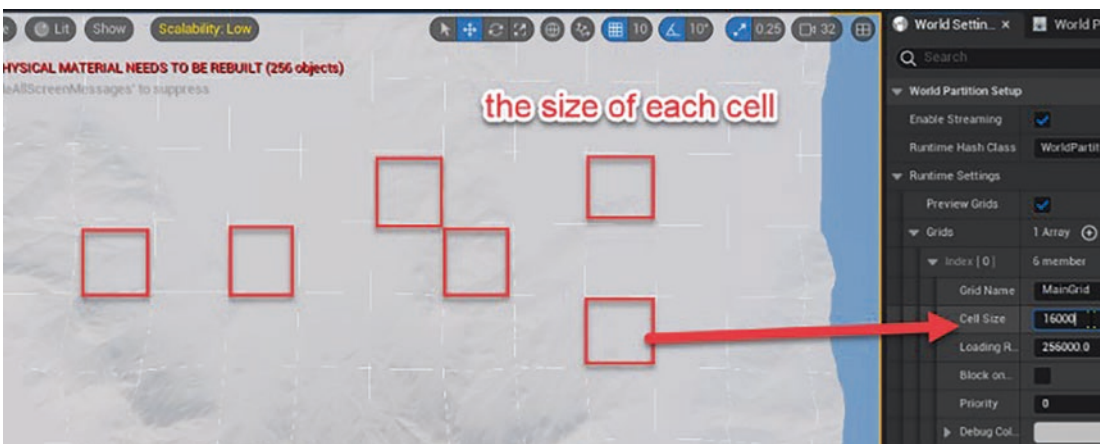 Lit Show Scalability: Low 10 10° 0.25 32
HYSICAL MATERIAL NEEDS TO BE REBUILT (256 objects)
eAllScreenMessages' to suppress
the size of each cell
World Settin... × World P
Search
World Partition Setup
Enable Streaming
Runtime Hash Class WorldPartit
Runtime Settings
Preview Grids
Grids 1 Array
Index [ 0 ] 6 member
Grid Name MainGrid
Cell Size 16000
Loading R... 256000.0
Block on...
Priority 0
Debug Col...